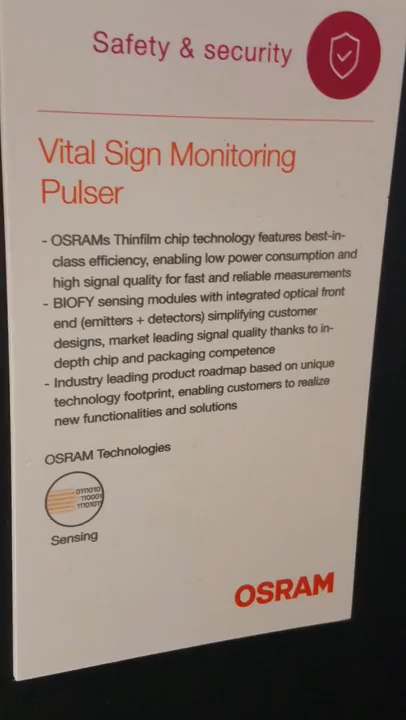 Safety & security
Vital Sign Monitoring
Pulser
- OSRAMs Thinfilm chip technology features best-in-
class efficiency, enabling low power consumption and
high signal quality for fast and reliable measurements
- BIOFY sensing modules with integrated optical front
end (emitters + detectors) simplifying customer
designs, market leading signal quality thanks to in-
depth chip and packaging competence
- Industry leading product roadmap based on unique
technology footprint, enabling customers to realize
new functionalities and solutions
OSRAM Technologies
0111010
110001
1101011
Sensing
OSRAM